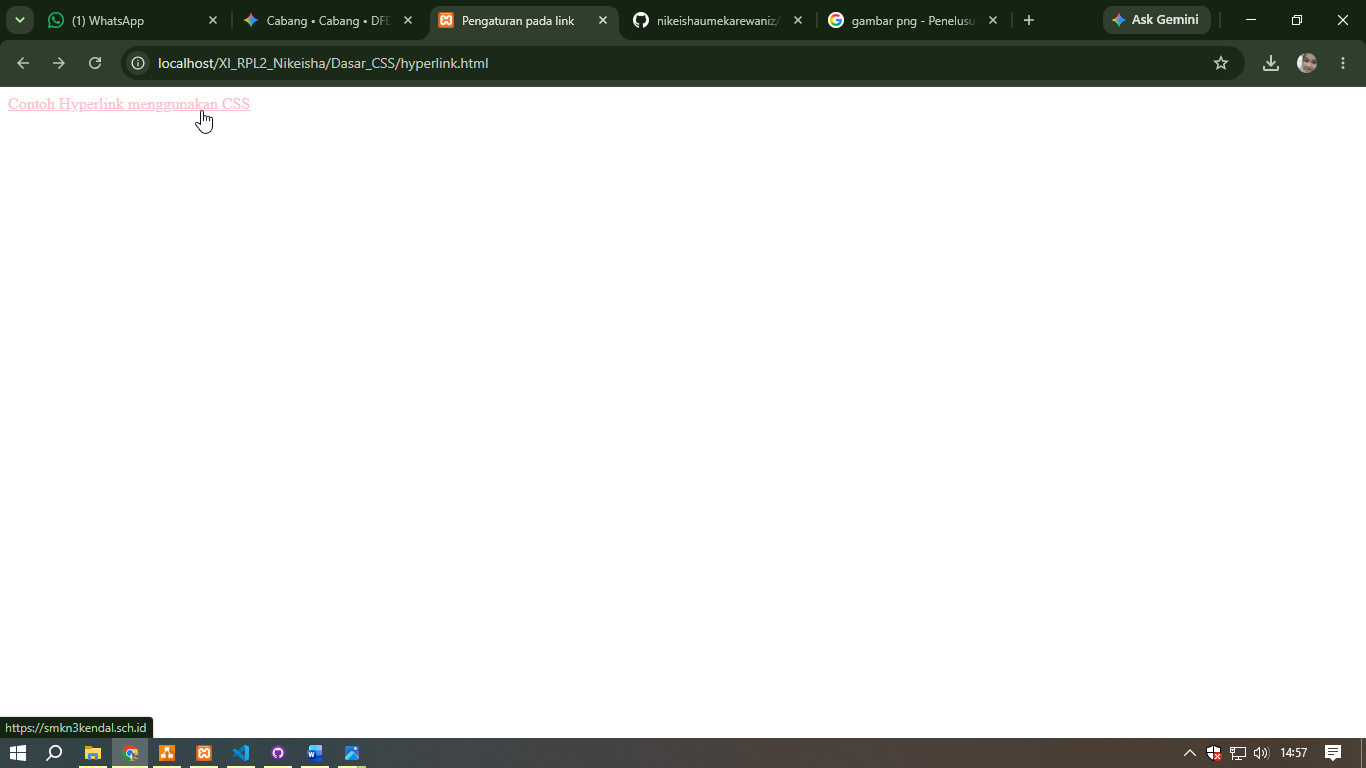 (1) WhatsApp
Cabang • Cabang • DFD
Pengaturan pada link
nikeishaumekarewaniz/
gambar png - Penelusu
Ask Gemini
localhost/XI_RPL2_Nikeisha/Dasar_CSS/hyperlink.html
Contoh Hyperlink menggunakan CSS
https://smkn3kendal.sch.id
14:57